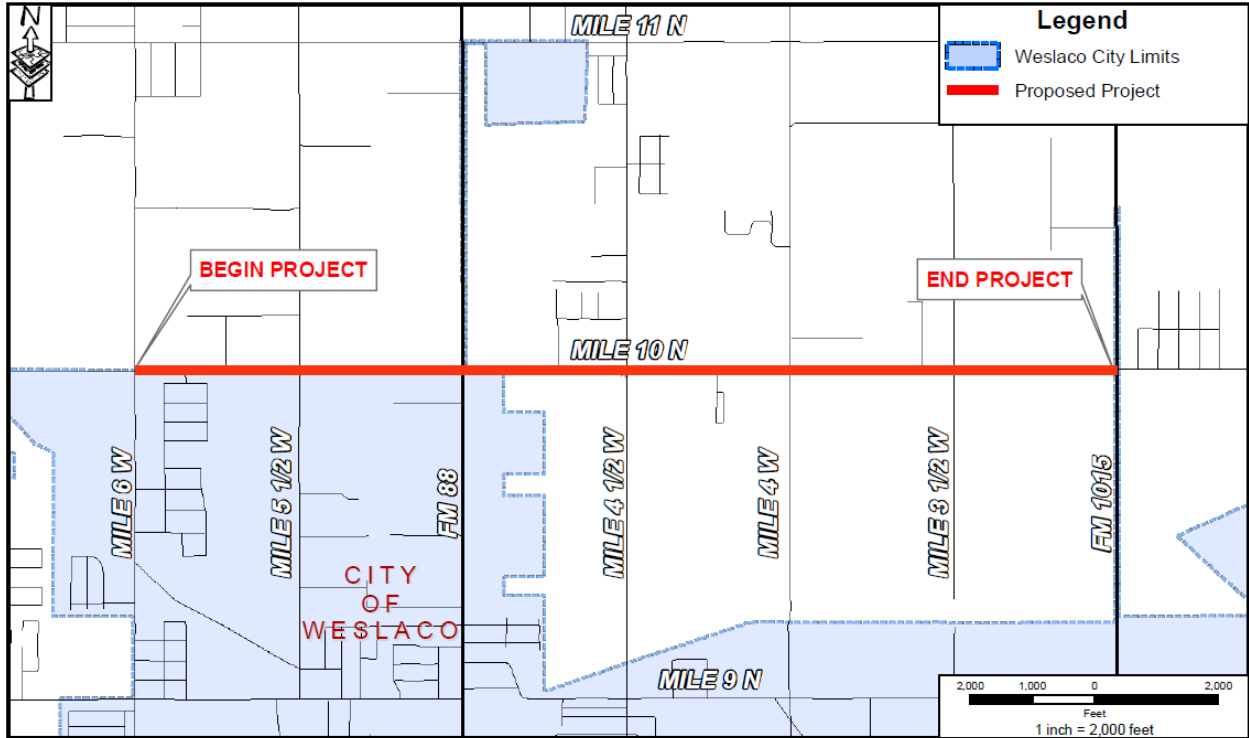 N
MILE 11 N
Legend
Weslaco City Limits
Proposed Project
BEGIN PROJECT
END PROJECT
MILE 10 N
MILE 6 W
MILE 5 1/2 W
FM 88
MILE 4 1/2 W
MILE 4 W
MILE 3 1/2 W
FM 1015
CITY
OF
WESLACO
MILE 9 N
2,000 1,000 0 2,000
Feet
1 inch = 2,000 feet